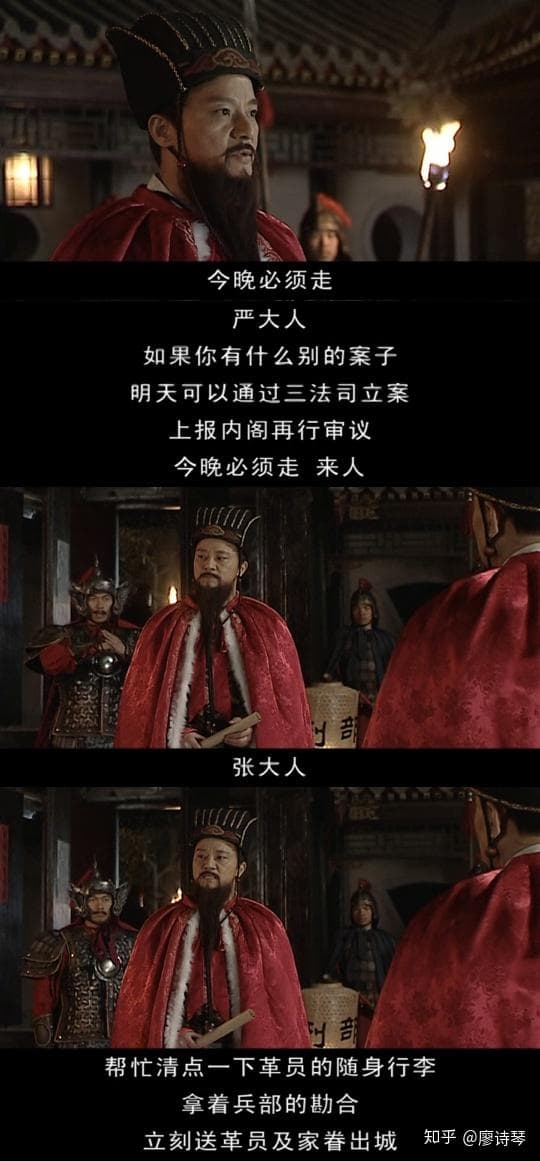 今晚必须走
严大人
如果你有什么别的案子
明天可以通过三法司立案
上报内阁再行审议
今晚必须走 来人
部
张大人
部
帮忙清点一下革员的随身行李
拿着兵部的勘合
立刻送革员及家眷出城
知乎 @廖诗琴